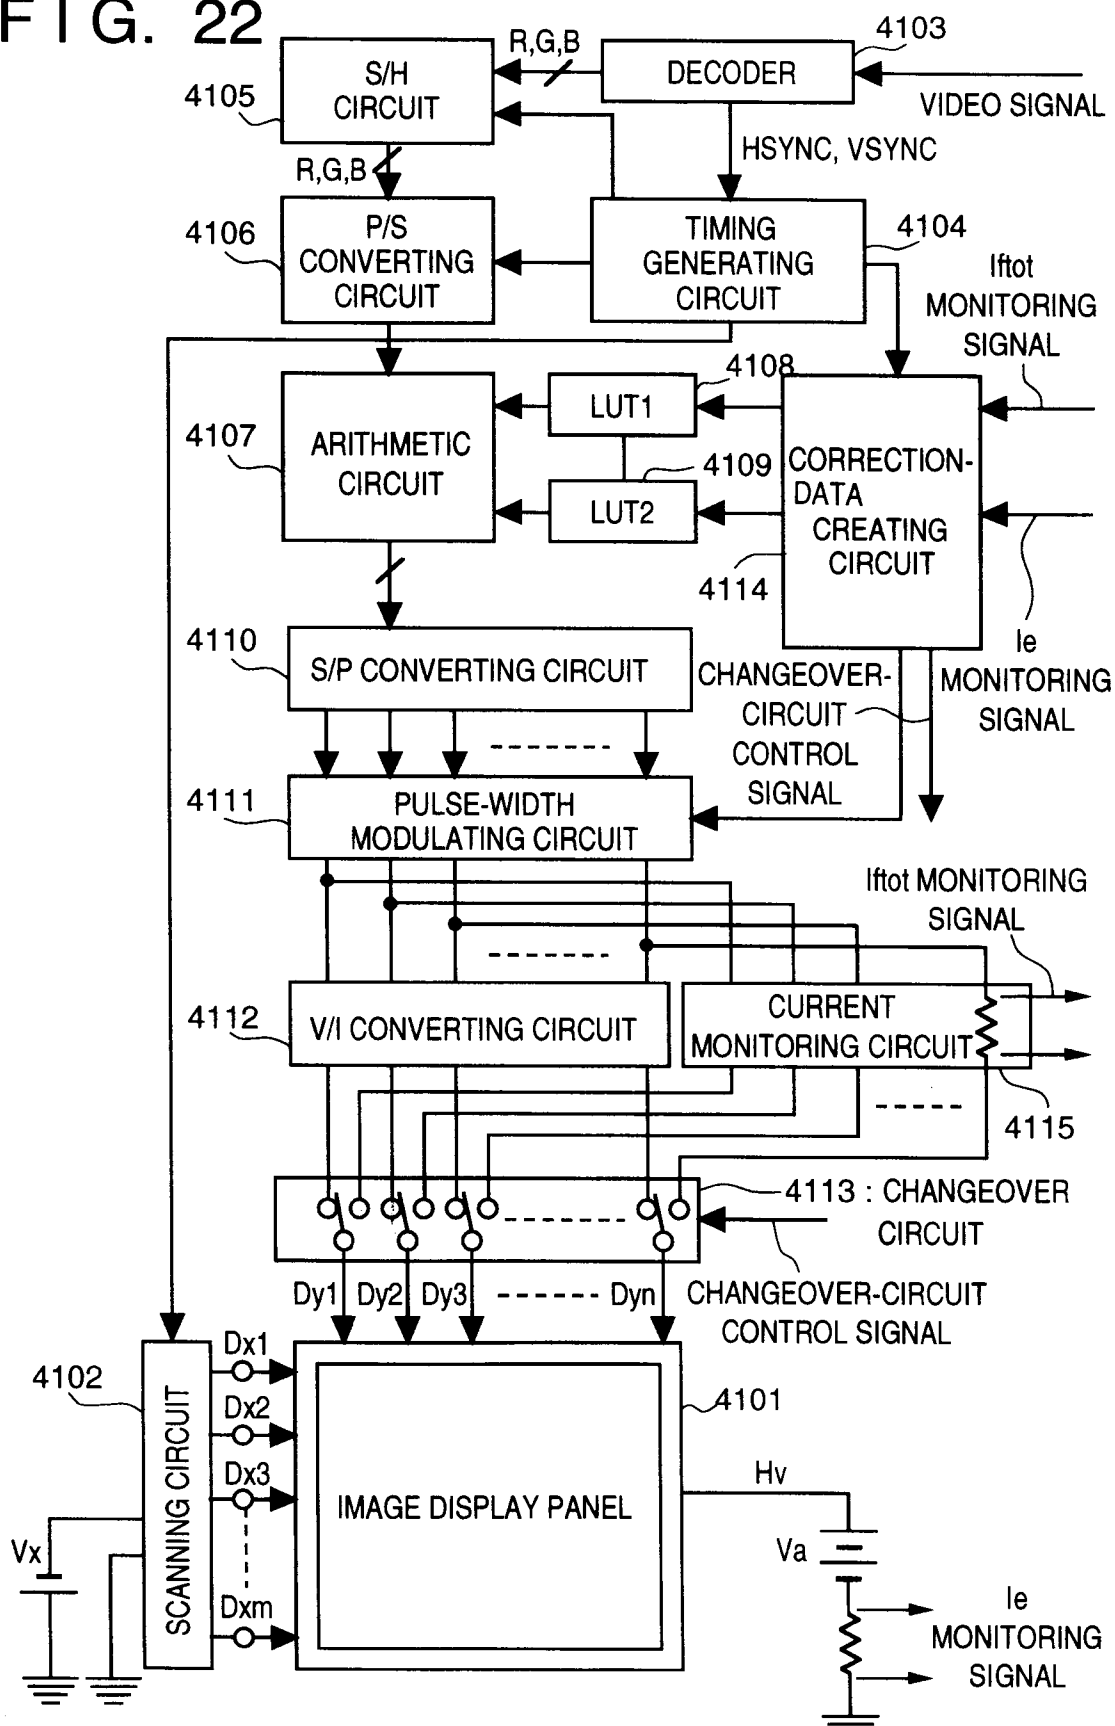 FIG. 22
4103
R,G,B
S/H
CIRCUIT
DECODER
4105
VIDEO SIGNAL
HSYNC, VSYNC
R,G,B
4106
P/S
CONVERTING
CIRCUIT
TIMING
GENERATING
CIRCUIT
4104
Iftot
MONITORING
SIGNAL
4108
LUT1
4107
ARITHMETIC
CIRCUIT
4109
LUT2
CORRECTION-
DATA
CREATING
CIRCUIT
4114
4110
S/P CONVERTING CIRCUIT
CHANGEOVER-
CIRCUIT
CONTROL
SIGNAL
Ie
MONITORING
SIGNAL
4111
PULSE-WIDTH
MODULATING CIRCUIT
Iftot MONITORING
SIGNAL
4112
V/I CONVERTING CIRCUIT
CURRENT
MONITORING CIRCUIT
4115
4113 : CHANGEOVER
CIRCUIT
Dy1 Dy2 Dy3 Dyn
CHANGEOVER-CIRCUIT
CONTROL SIGNAL
4102
Dx1
4101
Dx2
SCANNING CIRCUIT
Dx3
Hv
IMAGE DISPLAY PANEL
Vx
Va
Dxm
Ie
MONITORING
SIGNAL